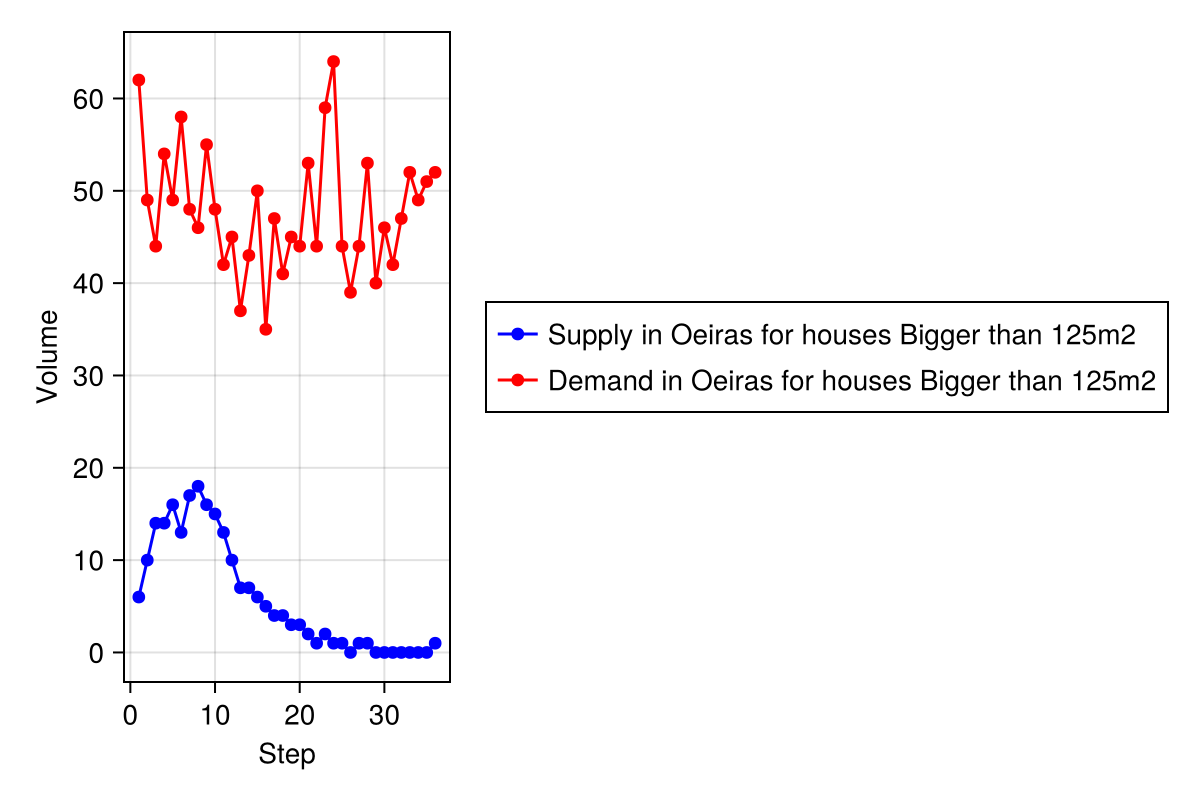 60
50
40
30
20
10
0
Volume
0 10 20 30
Step
Supply in Oeiras for houses Bigger than 125m2
Demand in Oeiras for houses Bigger than 125m2